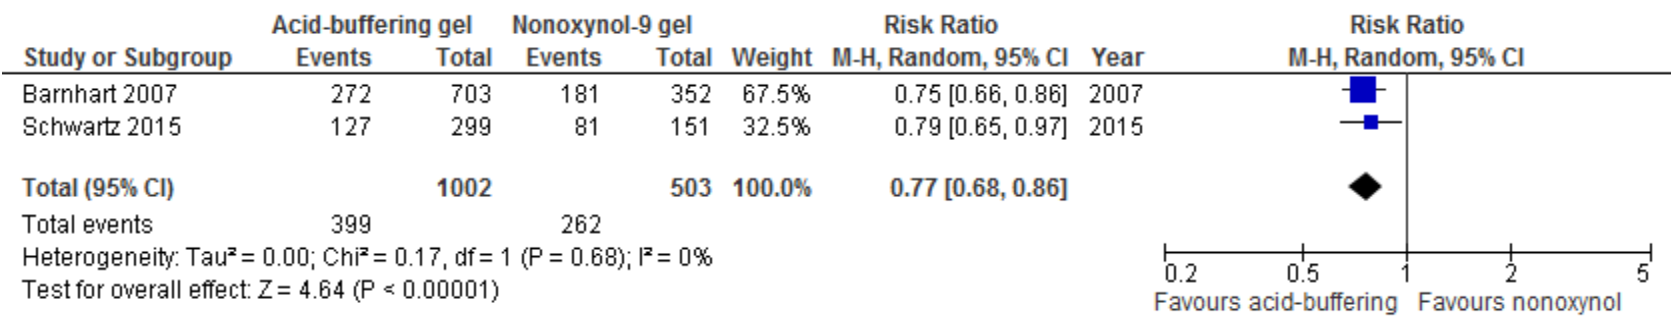 Acid-buffering gel Nonoxynol-9 gel Risk Ratio Risk Ratio
Study or Subgroup Events Total Events Total Weight M-H, Random, 95% CI Year M-H, Random, 95% CI
Barnhart 2007 272 703 181 352 67.5% 0.75 [0.66, 0.86] 2007
Schwartz 2015 127 299 81 151 32.5% 0.79 [0.65, 0.97] 2015
Total (95% CI) 1002 503 100.0% 0.77 [0.68, 0.86]
Total events 399 262
Heterogeneity: Tau² = 0.00; Chi² = 0.17, df = 1 (P = 0.68); I² = 0%
Test for overall effect: Z = 4.64 (P < 0.00001)
0.2 0.5 1 2 5
Favours acid-buffering Favours nonoxynol